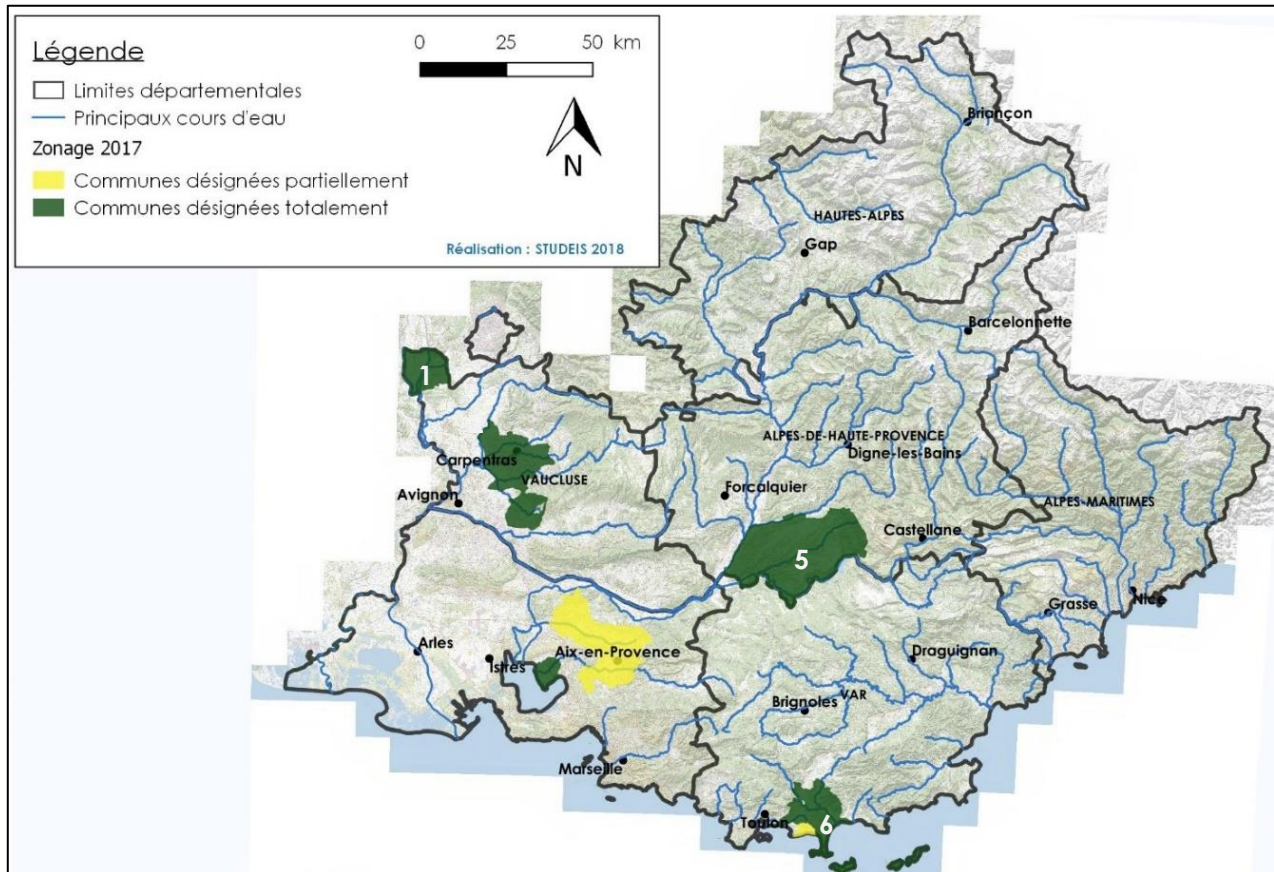 Légende
0 25 50 km
Limites départementales
Principaux cours d'eau
Zonage 2017
Communes désignées partiellement
Communes désignées totalement
N
Réalisation : STUDEIS 2018
Briançon
HAUTES-ALPES
Gap
Barcelonnette
1
ALPES-DE-HAUTE-PROVENCE
Digne-les-Bains
Carpentras
VAUCLUSE
Avignon
Forcalquier
ALPES-MARITIMES
Castellane
5
Grasse
Nice
Arles
Istres
Aix-en-Provence
Draguignan
Brignoles
VAR
Marseille
Toulon
6